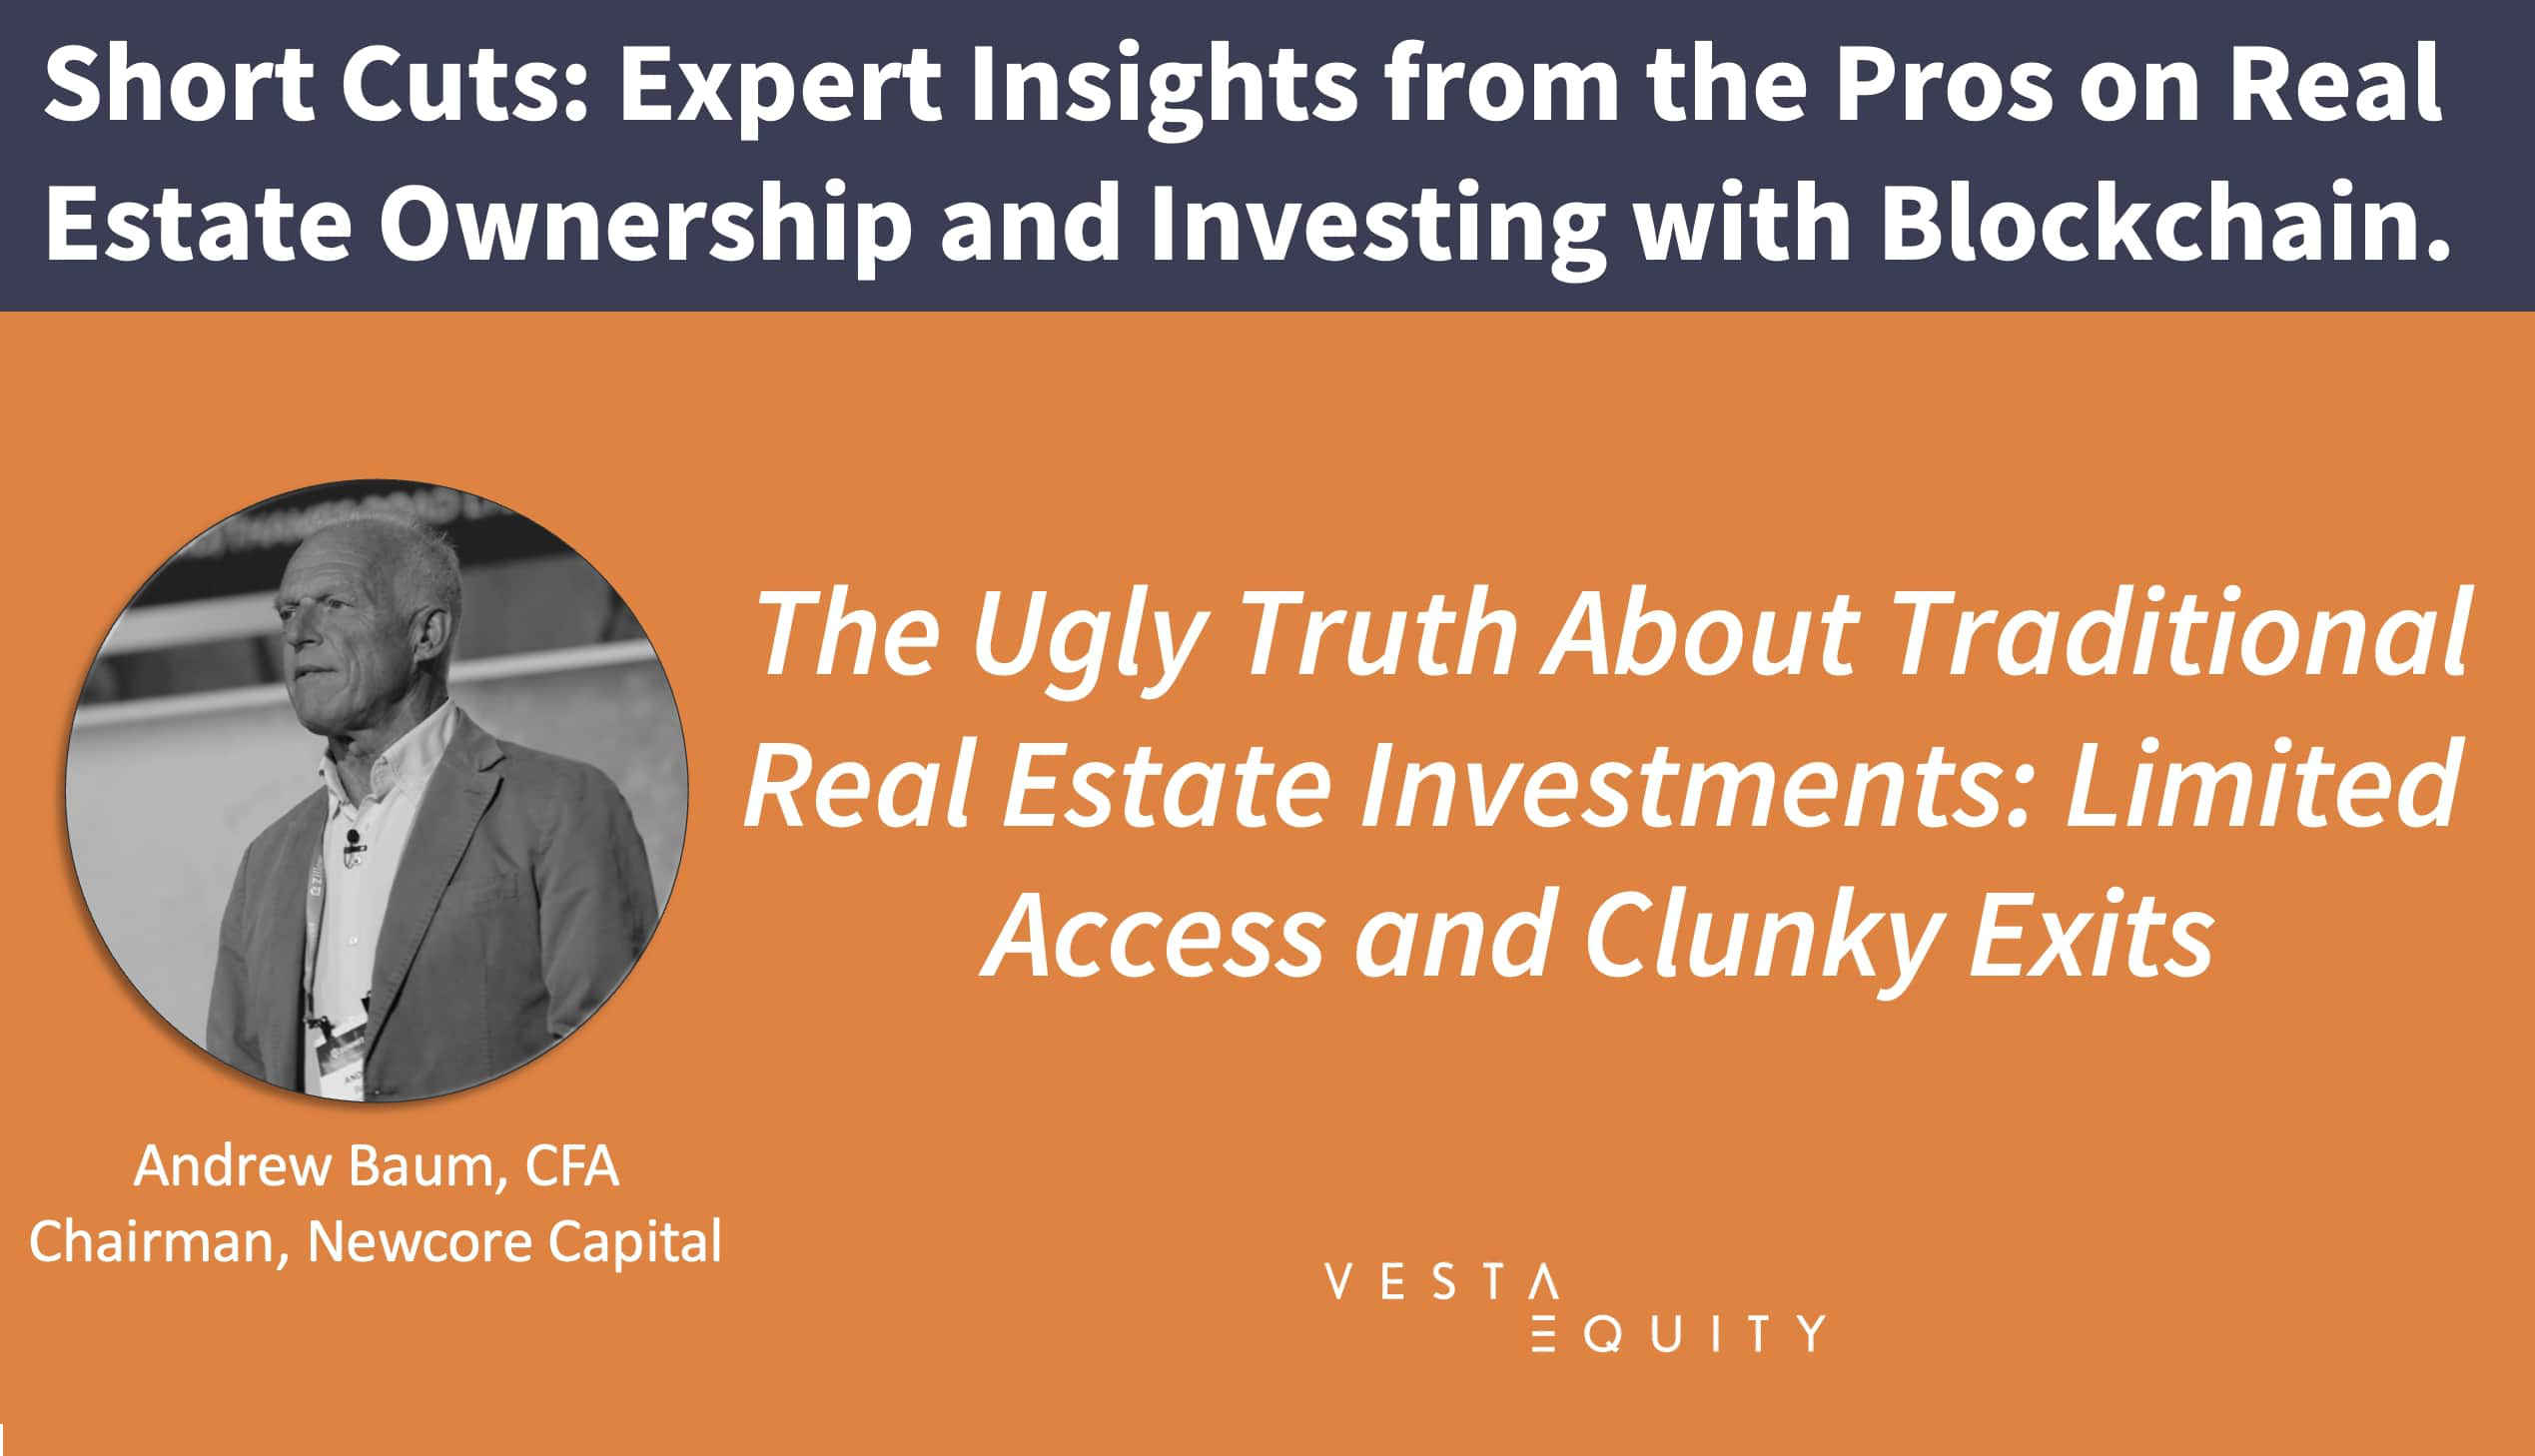 Short Cuts: Expert Insights from the Pros on Real
Estate Ownership and Investing with Blockchain.
The Ugly Truth About Traditional
Real Estate Investments: Limited
Access and Clunky Exits
Andrew Baum, CFA
Chairman, Newcore Capital
VESTA
EQUITY